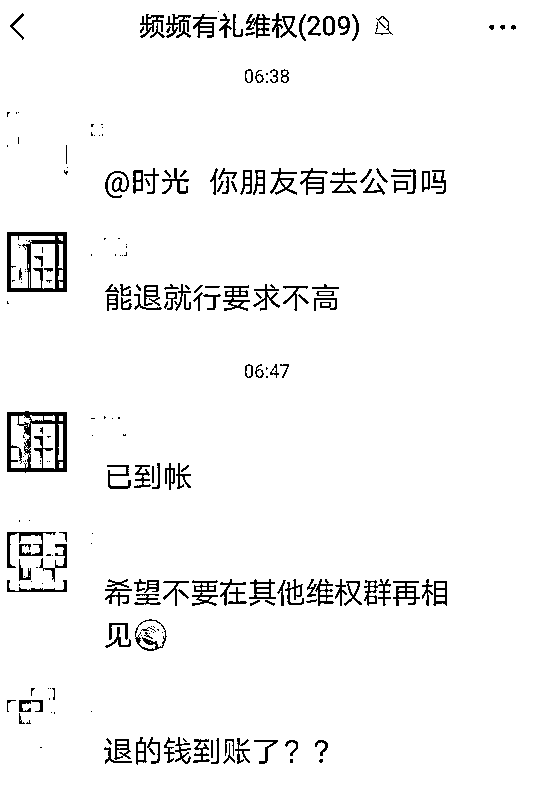 频频有礼维权(209)
06:38
@时光 你朋友有去公司吗
能退就行要求不高
06:47
已到帐
希望不要在其他维权群再相
见
退的钱到账了？？